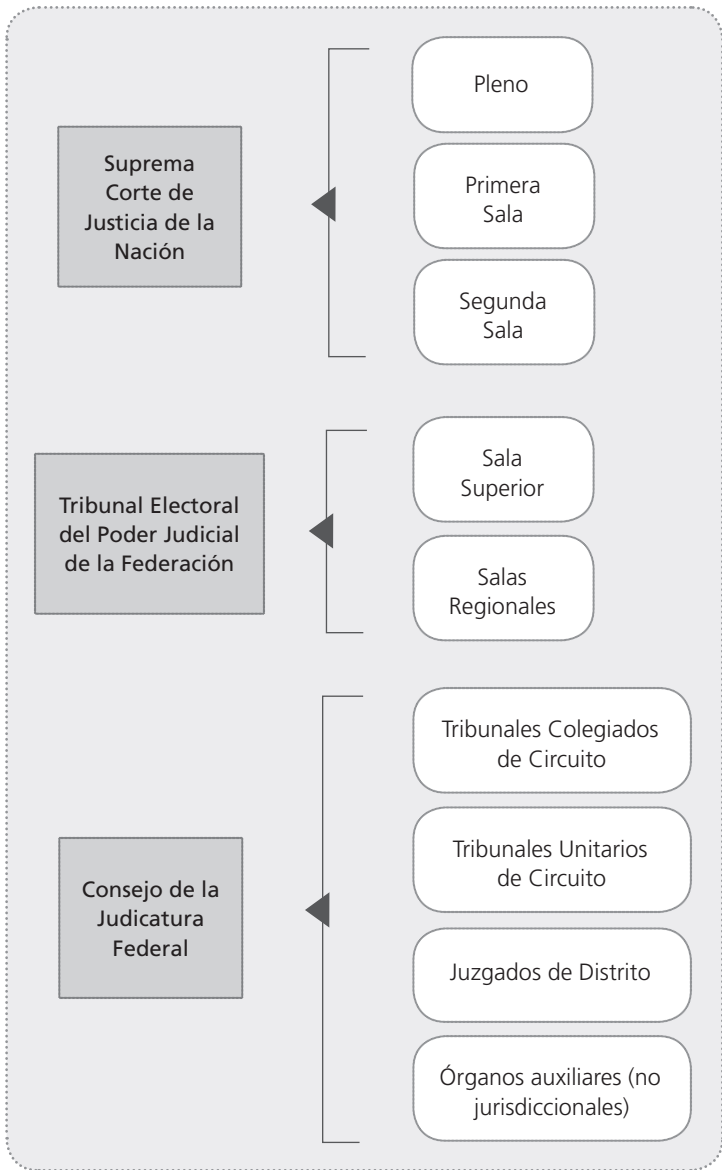 Suprema
Corte de
Justicia de la
Nación
Pleno
Primera
Sala
Segunda
Sala
Tribunal Electoral
del Poder Judicial
de la Federación
Sala
Superior
Salas
Regionales
Consejo de la
Judicatura
Federal
Tribunales Colegiados
de Circuito
Tribunales Unitarios
de Circuito
Juzgados de Distrito
Órganos auxiliares (no
jurisdiccionales)